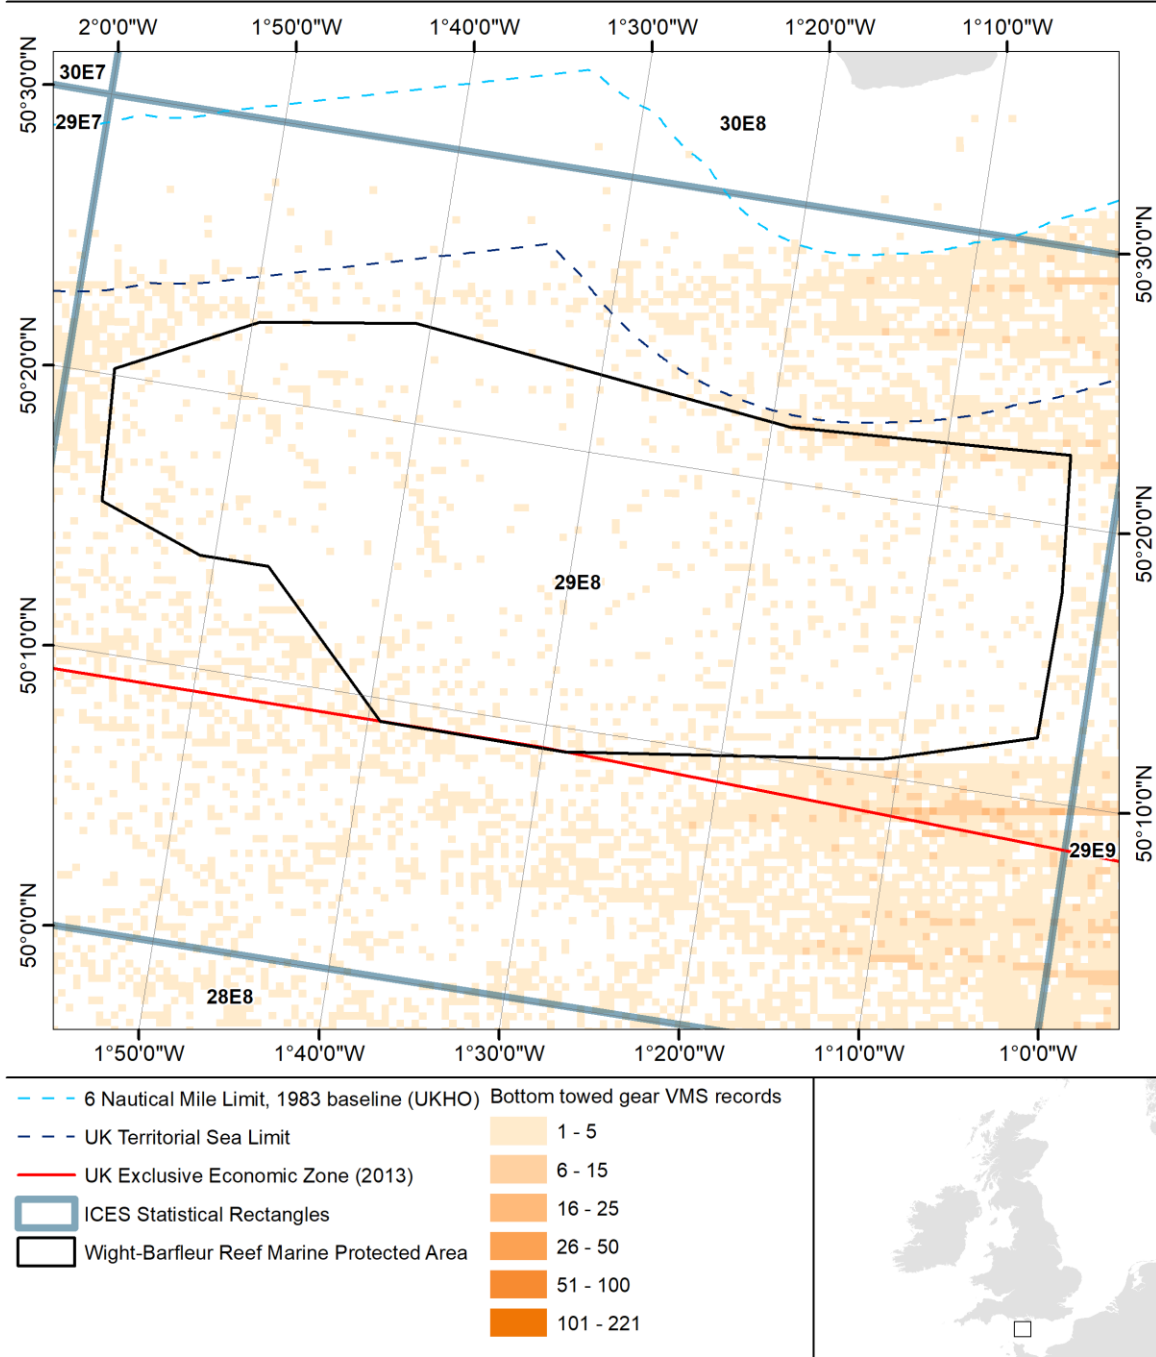 2°0'0"W 1°50'0"W 1°40'0"W 1°30'0"W 1°20'0"W 1°10'0"W
30E7
50°30'0"N
29E7
30E8
50°30'0"N
50°20'0"N
50°20'0"N
29E8
50°10'0"N
50°10'0"N
29E9
50°0'0"N
28E8
1°50'0"W 1°40'0"W 1°30'0"W 1°20'0"W 1°10'0"W 1°0'0"W
6 Nautical Mile Limit, 1983 baseline (UKHO)
UK Territorial Sea Limit
UK Exclusive Economic Zone (2013)
ICES Statistical Rectangles
Wight-Barfleur Reef Marine Protected Area
Bottom towed gear VMS records
1 - 5
6 - 15
16 - 25
26 - 50
51 - 100
101 - 221